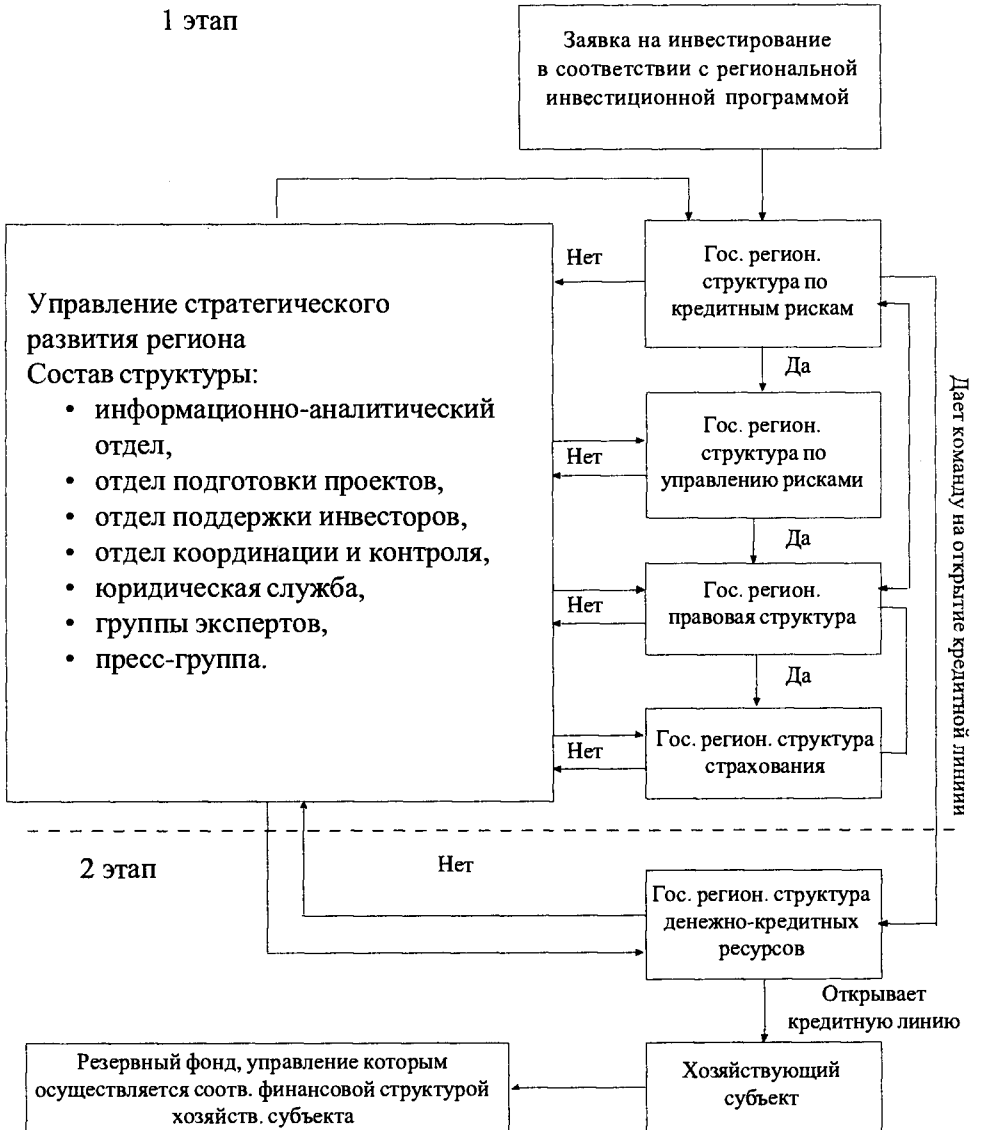 1 этап
Заявка на инвестирование
в соответствии с региональной
инвестиционной программой
Нет
Гос. регион.
структура по
кредитным рискам
Да
Управление стратегического
развития региона
Состав структуры:
• информационно-аналитический
отдел,
• отдел подготовки проектов,
• отдел поддержки инвесторов,
• отдел координации и контроля,
• юридическая служба,
• группы экспертов,
• пресс-группа.
Нет
Гос. регион.
структура по
управлению рисками
Да
Нет
Гос. регион.
правовая структура
Да
Нет
Гос. регион. структура
страхования
Дает команду на открытие кредитной линиии
2 этап
Нет
Гос. регион. структура
денежно-кредитных
ресурсов
Открывает
кредитную линию
Хозяйствующий
субъект
Резервный фонд, управление которым
осуществляется соотв. финансовой структурой
хозяйств. субъекта